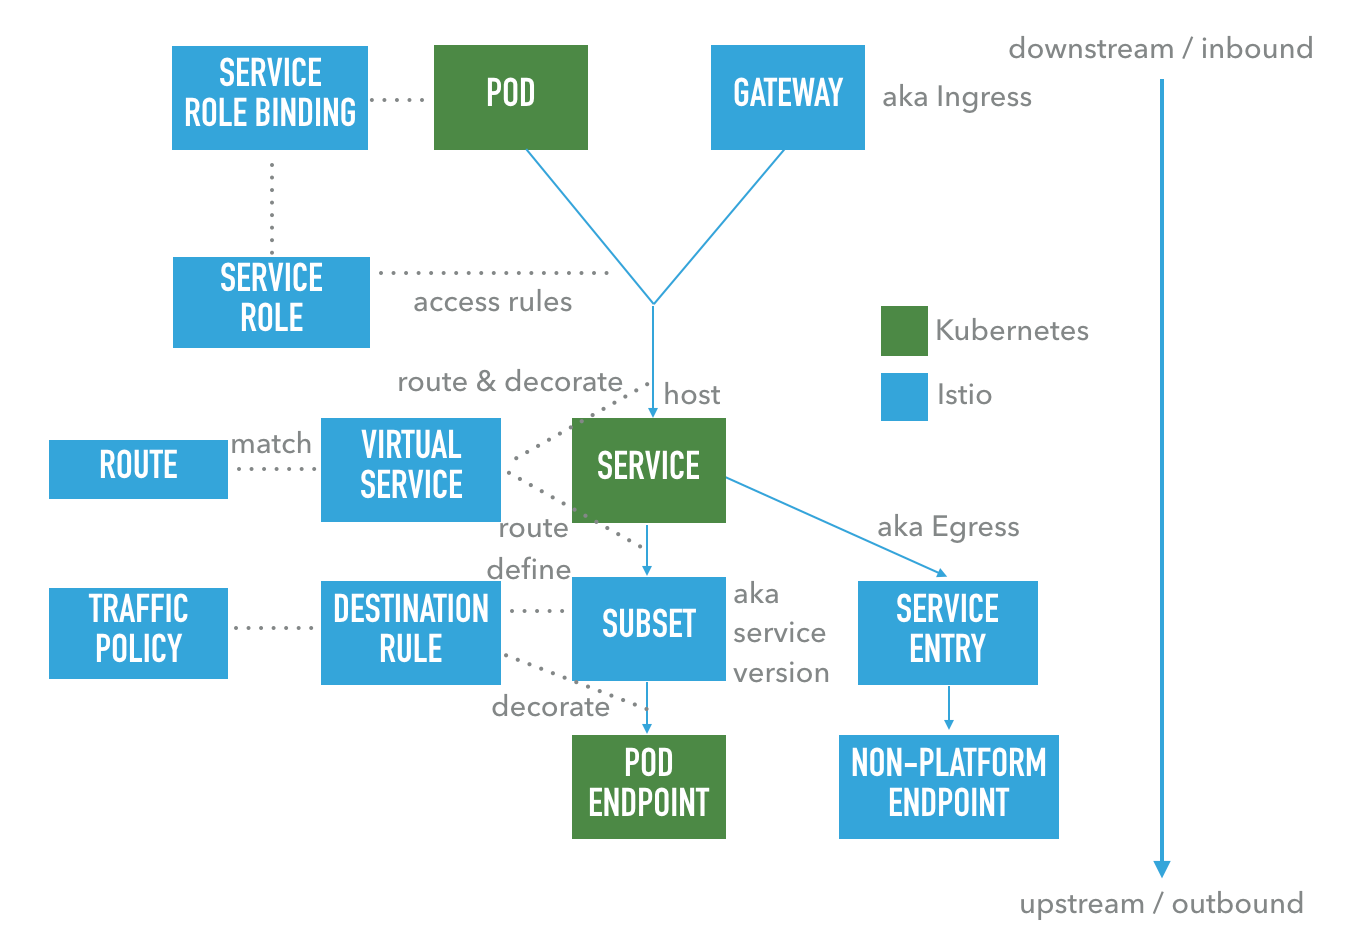 downstream / inbound
SERVICE
ROLE BINDING
POD
GATEWAY
aka Ingress
SERVICE
ROLE
access rules
Kubernetes
Istio
route & decorate
host
ROUTE
match
VIRTUAL
SERVICE
SERVICE
route
aka Egress
define
TRAFFIC
POLICY
DESTINATION
RULE
SUBSET
aka
service
version
SERVICE
ENTRY
decorate
POD
ENDPOINT
NON-PLATFORM
ENDPOINT
upstream / outbound